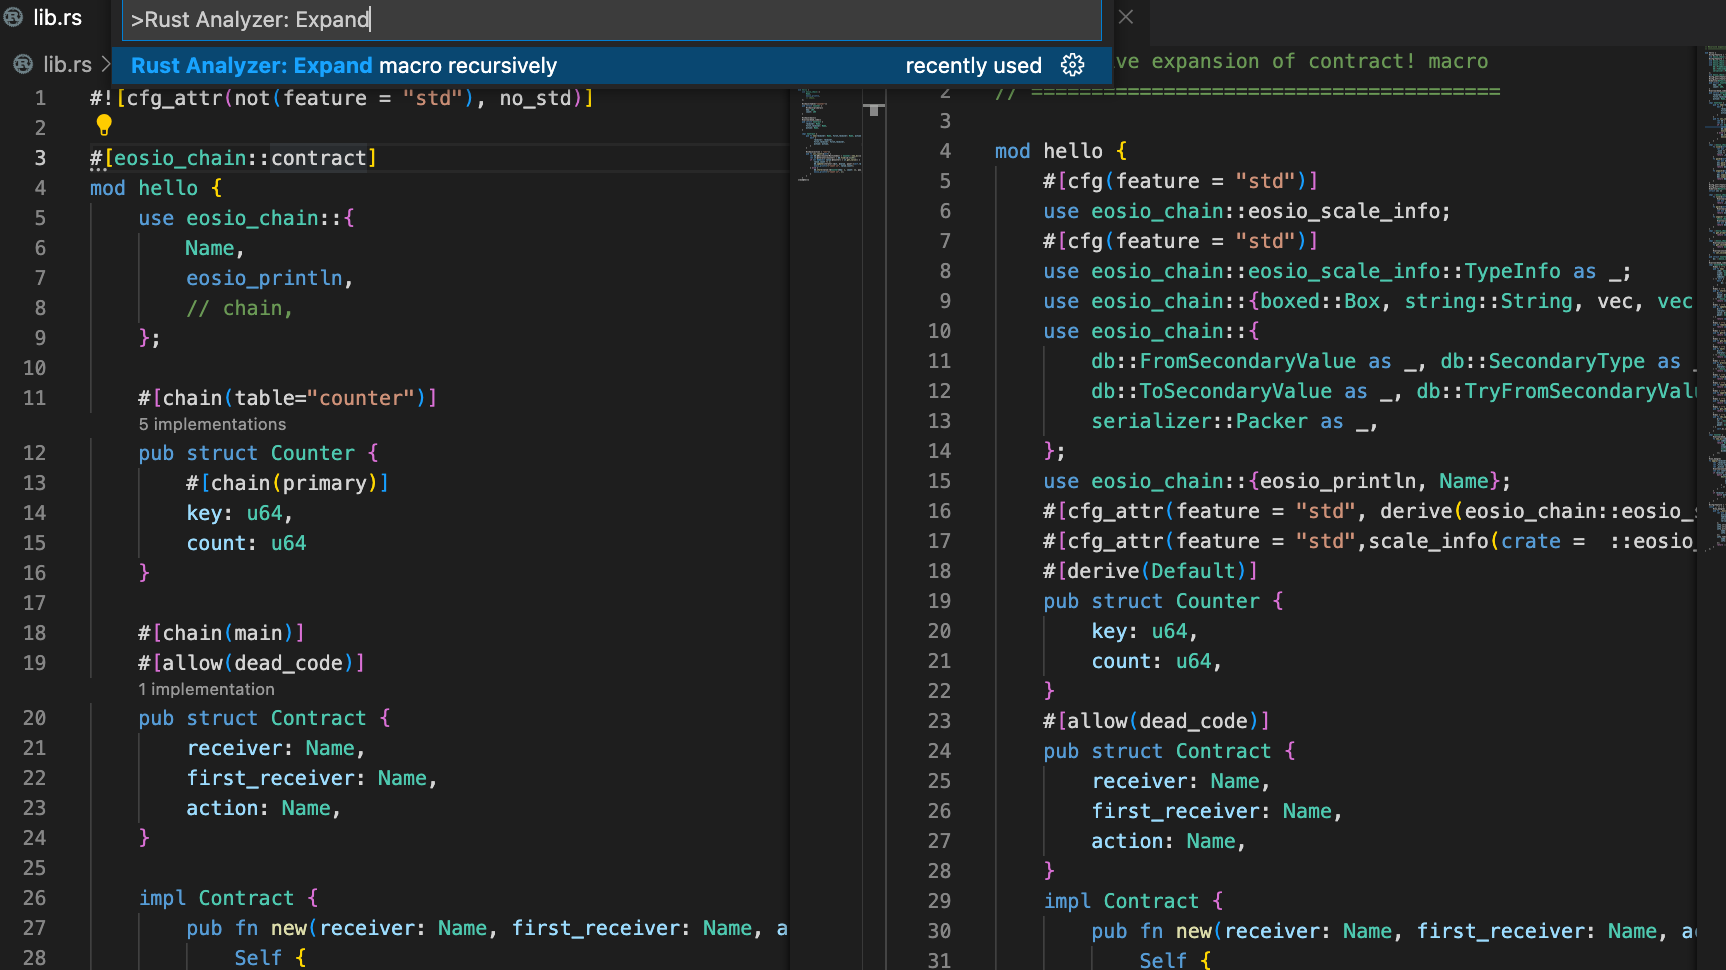 lib.rs
>Rust Analyzer: Expand
Rust Analyzer: Expand macro recursively recently used
lib.rs >
1 #![cfg_attr(not(feature = "std"), no_std)]
2
3 #[eosio_chain::contract]
4 mod hello {
5 use eosio_chain::{
6 Name,
7 eosio_println,
8 // chain,
9 };
10
11 #[chain(table="counter")]
5 implementations
12 pub struct Counter {
13 #[chain(primary)]
14 key: u64,
15 count: u64
16 }
17
18 #[chain(main)]
19 #[allow(dead_code)]
1 implementation
20 pub struct Contract {
21 receiver: Name,
22 first_receiver: Name,
23 action: Name,
24 }
25
26 impl Contract {
27 pub fn new(receiver: Name, first_receiver: Name, a
28 Self {
ve expansion of contract! macro
2 // =======================================
3
4 mod hello {
5 #[cfg(feature = "std")]
6 use eosio_chain::eosio_scale_info;
7 #[cfg(feature = "std")]
8 use eosio_chain::eosio_scale_info::TypeInfo as _;
9 use eosio_chain::{boxed::Box, string::String, vec, vec
10 use eosio_chain::{
11 db::FromSecondaryValue as _, db::SecondaryType as _
12 db::ToSecondaryValue as _, db::TryFromSecondaryValu
13 serializer::Packer as _,
14 };
15 use eosio_chain::{eosio_println, Name};
16 #[cfg_attr(feature = "std", derive(eosio_chain::eosio_s
17 #[cfg_attr(feature = "std",scale_info(crate = ::eosio_
18 #[derive(Default)]
19 pub struct Counter {
20 key: u64,
21 count: u64,
22 }
23 #[allow(dead_code)]
24 pub struct Contract {
25 receiver: Name,
26 first_receiver: Name,
27 action: Name,
28 }
29 impl Contract {
30 pub fn new(receiver: Name, first_receiver: Name, a
31 Self {